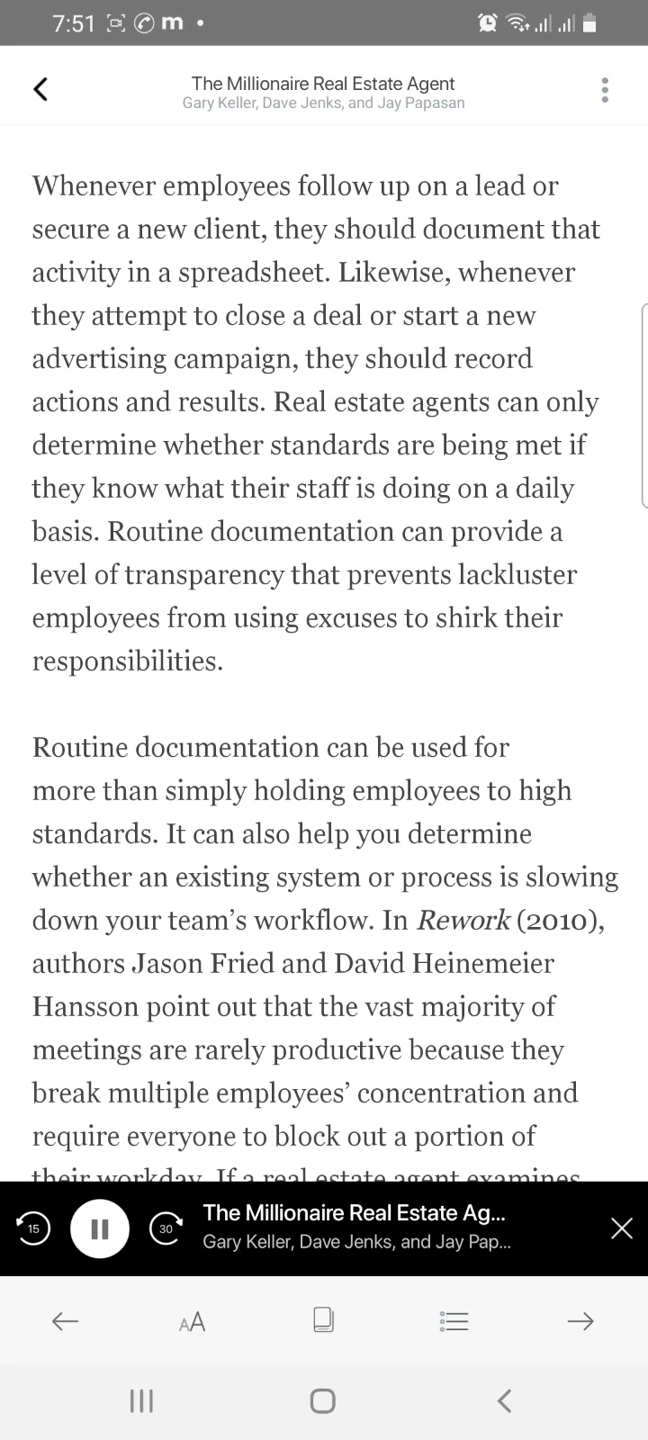 7:51 m
The Millionaire Real Estate Agent
Gary Keller, Dave Jenks, and Jay Papasan
Whenever employees follow up on a lead or
secure a new client, they should document that
activity in a spreadsheet. Likewise, whenever
they attempt to close a deal or start a new
advertising campaign, they should record
actions and results. Real estate agents can only
determine whether standards are being met if
they know what their staff is doing on a daily
basis. Routine documentation can provide a
level of transparency that prevents lackluster
employees from using excuses to shirk their
responsibilities.
Routine documentation can be used for
more than simply holding employees to high
standards. It can also help you determine
whether an existing system or process is slowing
down your team’s workflow. In Rework (2010),
authors Jason Fried and David Heinemeier
Hansson point out that the vast majority of
meetings are rarely productive because they
break multiple employees’ concentration and
require everyone to block out a portion of
their workday. If a real estate agent examines
15 30 The Millionaire Real Estate Ag...
Gary Keller, Dave Jenks, and Jay Pap...
AA